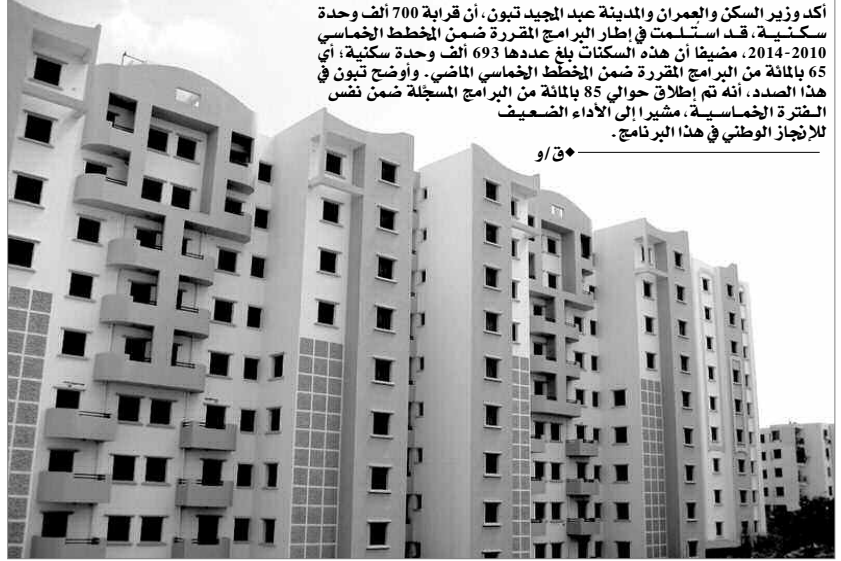 أكد وزير السكن والعمران والمدينة عبد المجيد تبون، أن قرابة 700 ألف وحدة
سكنية، قد استلمت في إطار البرامج المقررة ضمن المخطط الخماسي
2010-2014، مضيفا أن هذه السكنات بلغ عددها 693 ألف وحدة سكنية؛ أي
65 بالمائة من البرامج المقررة ضمن المخطط الخماسي الماضي. وأوضح تبون في
هذا الصدد، أنه تم إطلاق حوالي 85 بالمائة من البرامج المسجّلة ضمن نفس
الفترة الخماسية، مشيرا إلى الأداء الضعيف
للإنجاز الوطني في هذا البرنامج.
◆ق/و